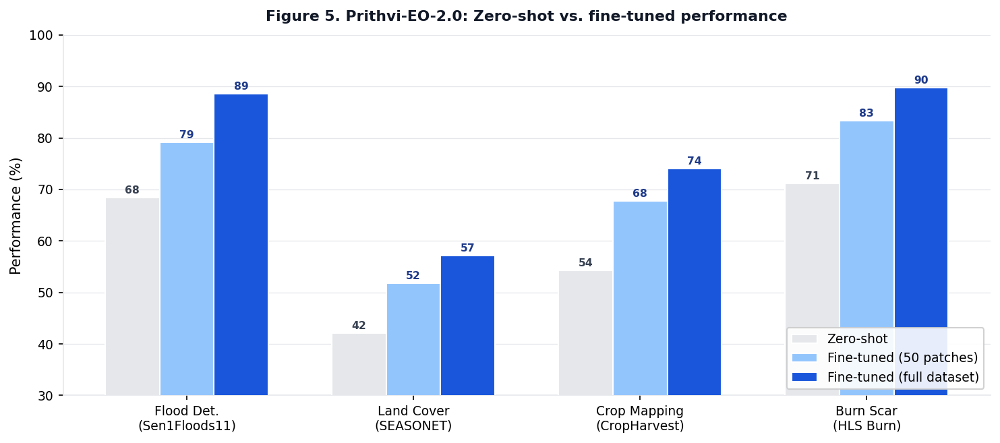 Figure 5. Prithvi-EO-2.0: Zero-shot vs. fine-tuned performance
Performance (%)
100
90
80
70
60
50
40
30
68
79
89
42
52
57
54
68
74
71
83
90
Flood Det.
(Sen1Floods11)
Land Cover
(SEASONET)
Crop Mapping
(CropHarvest)
Burn Scar
(HLS Burn)
Zero-shot
Fine-tuned (50 patches)
Fine-tuned (full dataset)